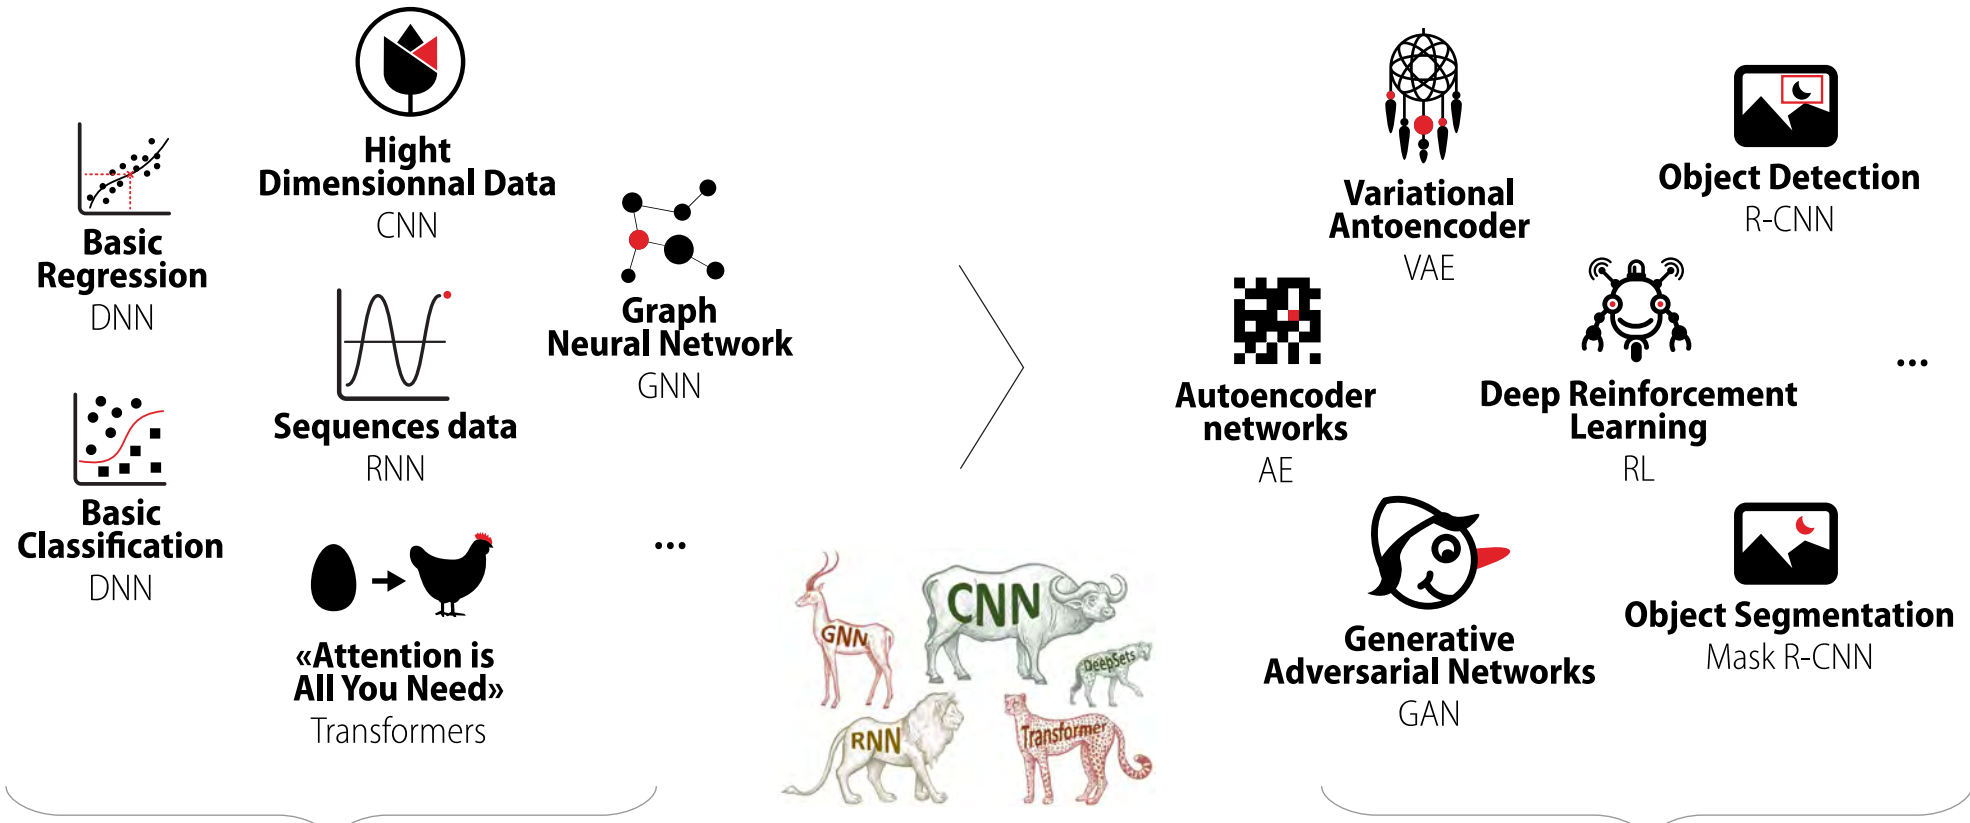 Basic
Regression
DNN
Basic
Classification
DNN
Hight
Dimensionnal Data
CNN
Sequences data
RNN
«Attention is
All You Need»
Transformers
Graph
Neural Network
GNN
...
GNN
CNN
DeepSets
RNN
Transformer
Variational
Antoencoder
VAE
Autoencoder
networks
AE
Generative
Adversarial Networks
GAN
Object Detection
R-CNN
Deep Reinforcement
Learning
RL
Object Segmentation
Mask R-CNN
...